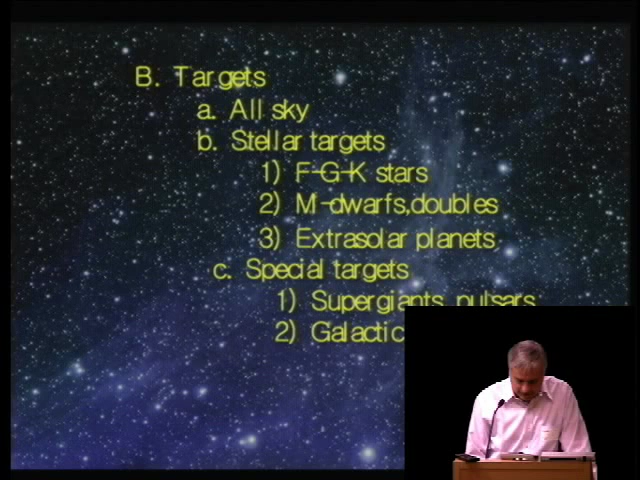 B. Targets
a. All sky
b. Stellar targets
1) F-G-K stars
2) M-dwarfs,doubles
3) Extrasolar planets
c. Special targets
1) Supergiants, pulsars
2) Galactic